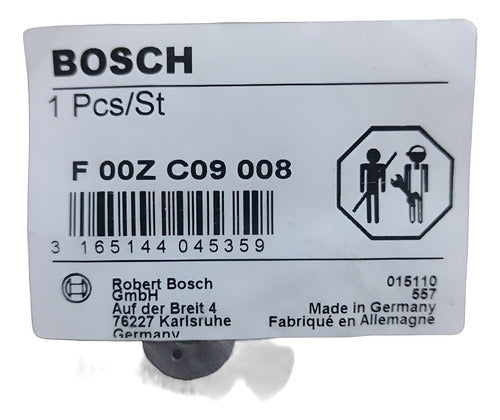 BOSCH
1 Pcs/St
F 00Z C09 008
3 165144 045359
Robert Bosch
GmbH
Auf der Breit 4
76227 Karlsruhe
Germany
015110
557
Made in Germany
Fabriqué en Allemagne